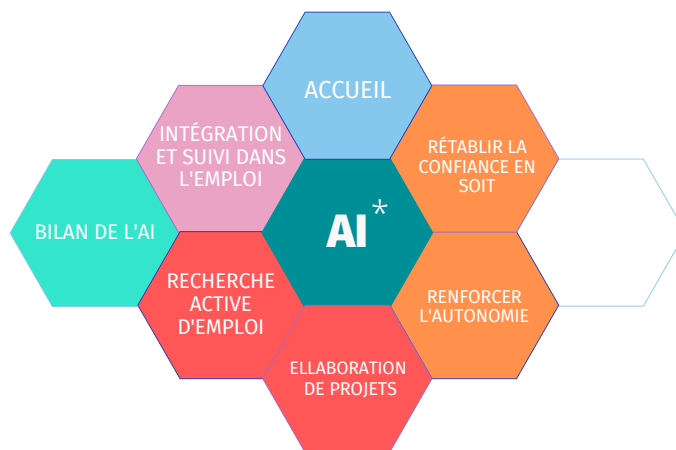 ACCUEIL
INTÉGRATION
ET SUIVI DANS
L'EMPLOI
RÉTABLIR LA
CONFIANCE EN
SOIT
BILAN DE L'AI
AI*
RECHERCHE
ACTIVE
D'EMPLOI
RENFORCER
L'AUTONOMIE
ELLABORATION
DE PROJETS